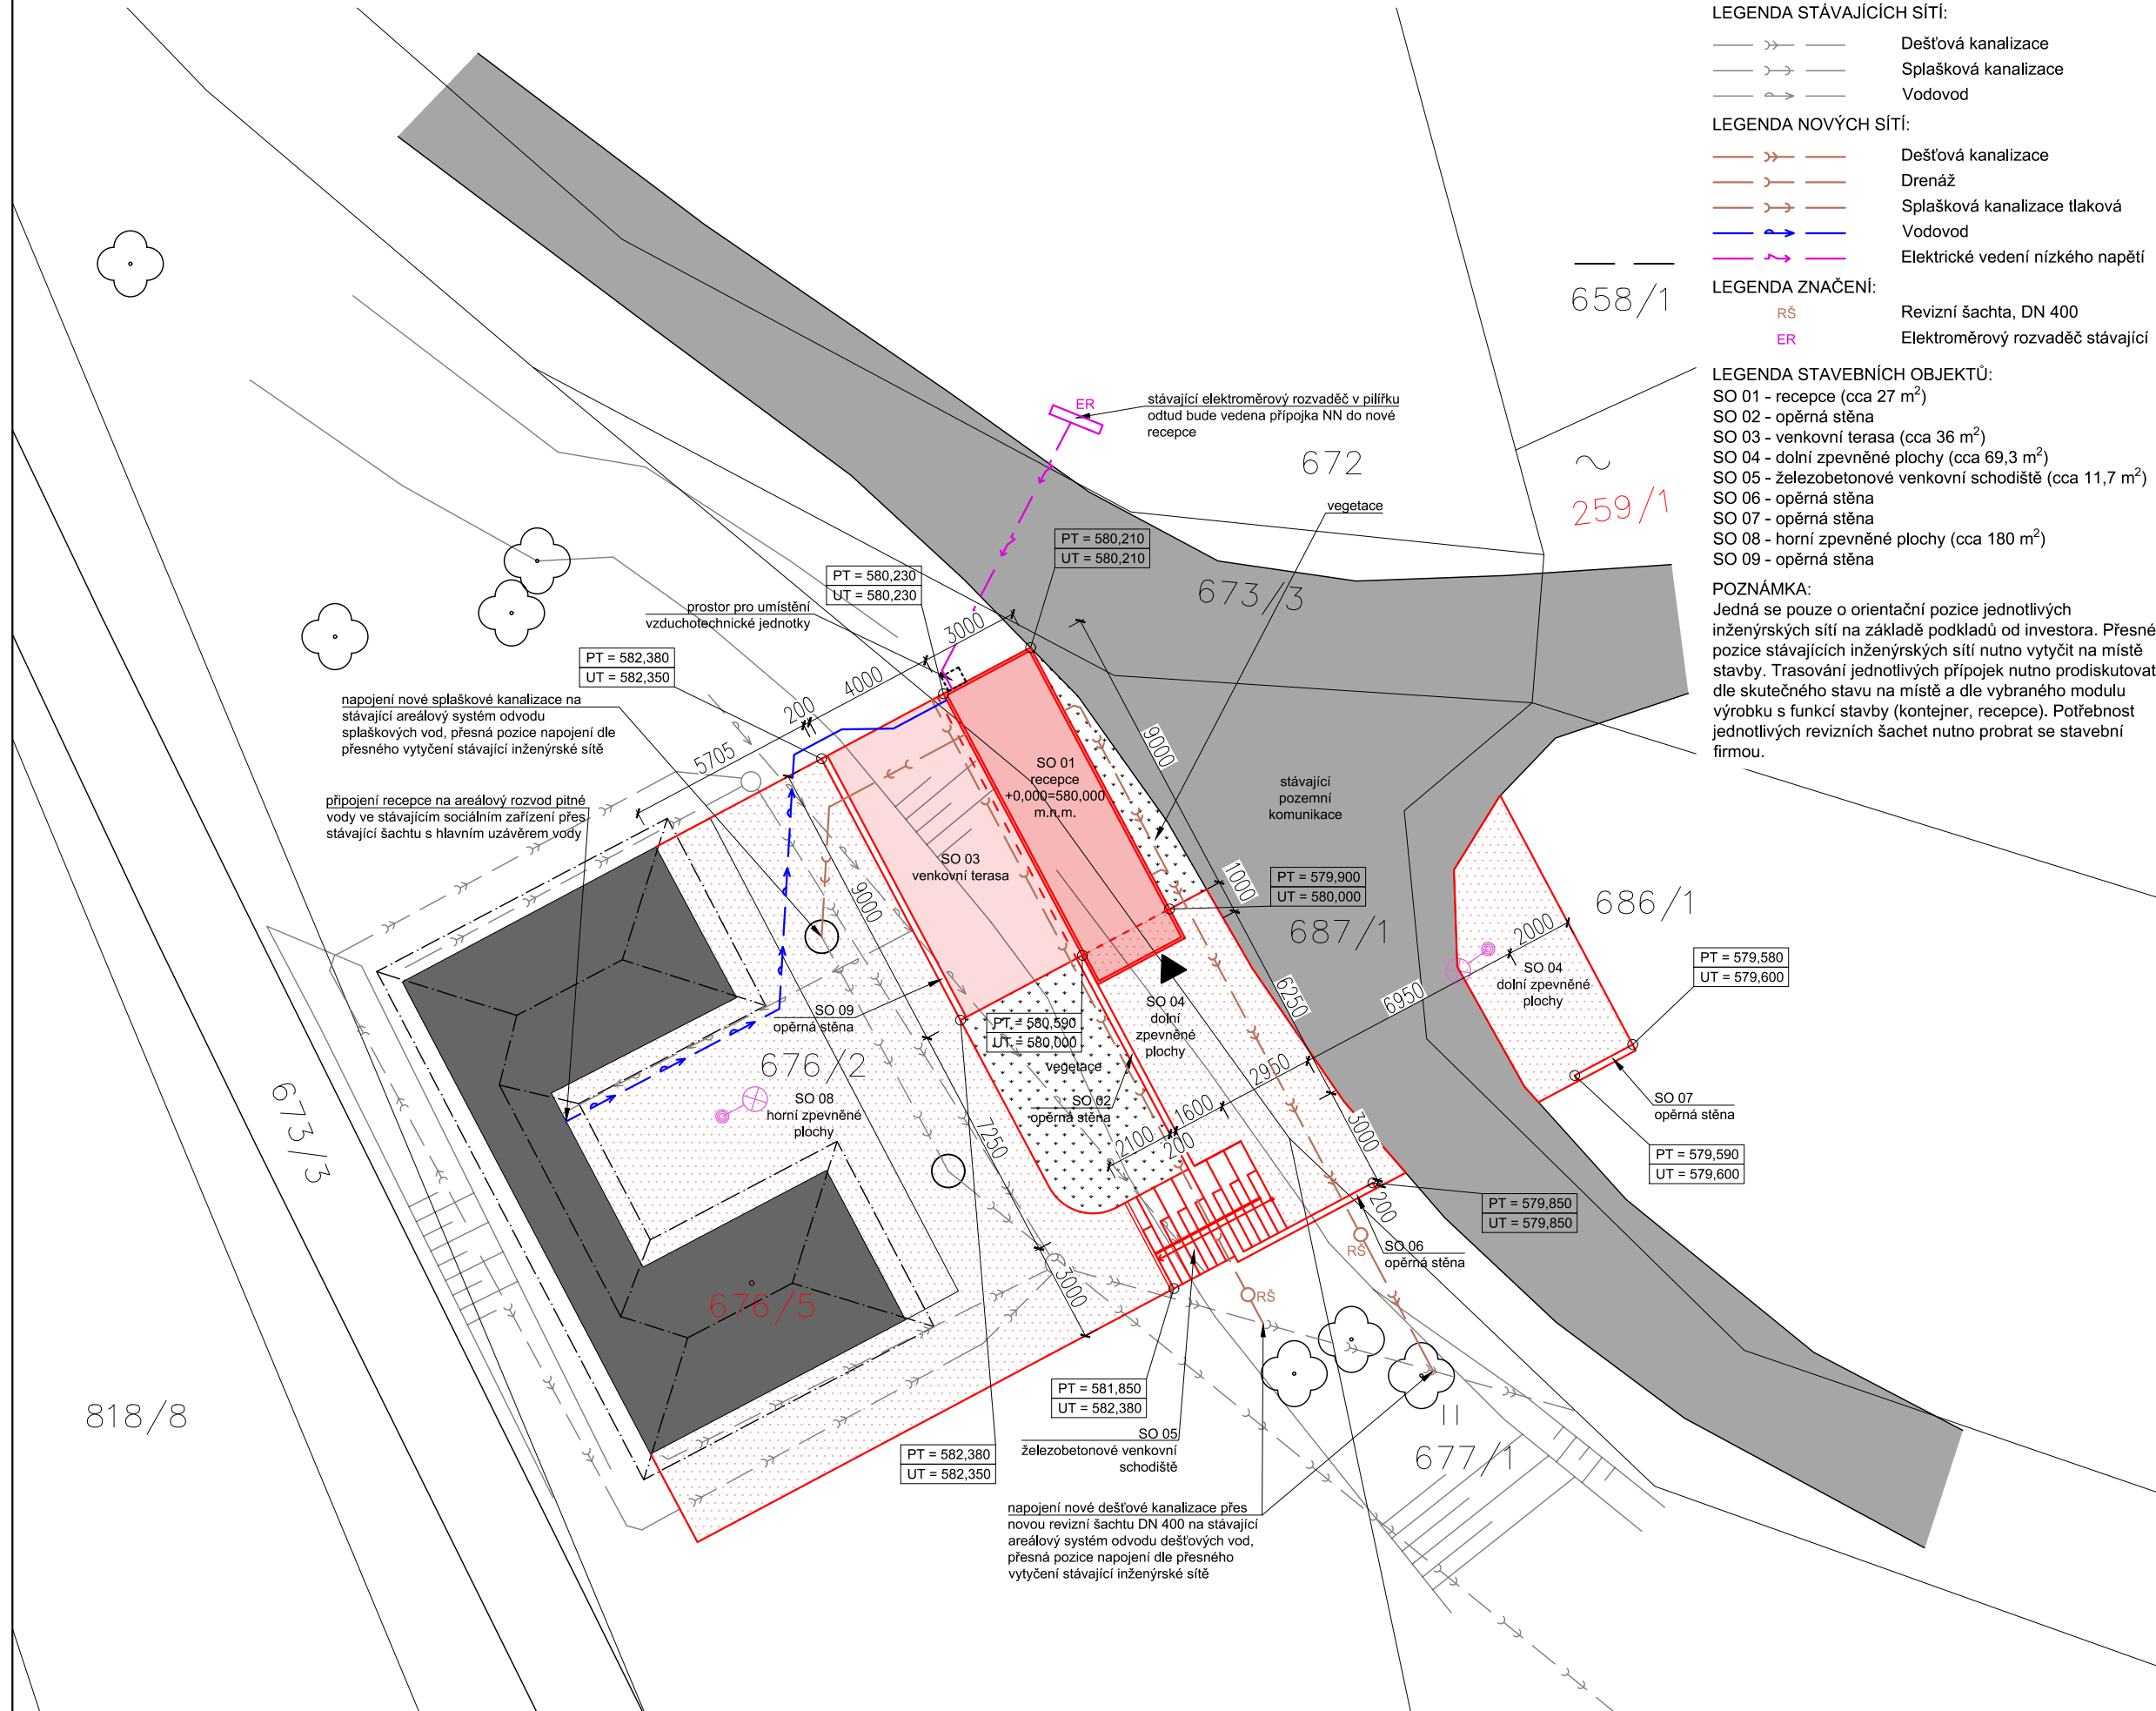 LEGENDA STÁVAJÍCÍCH SÍTÍ:
Dešťová kanalizace
Splašková kanalizace
Vodovod
LEGENDA NOVÝCH SÍTÍ:
Dešťová kanalizace
Drenáž
Splašková kanalizace tlaková
Vodovod
Elektrické vedení nízkého napětí
LEGENDA ZNAČENÍ:
RŠ Revizní šachta, DN 400
ER Elektroměrový rozvaděč stávající
LEGENDA STAVEBNÍCH OBJEKTŮ:
SO 01 - recepce (cca 27 m²)
SO 02 - opěrná stěna
SO 03 - venkovní terasa (cca 36 m²)
SO 04 - dolní zpevněné plochy (cca 69,3 m²)
SO 05 - železobetonové venkovní schodiště (cca 11,7 m²)
SO 06 - opěrná stěna
SO 07 - opěrná stěna
SO 08 - horní zpevněné plochy (cca 180 m²)
SO 09 - opěrná stěna
POZNÁMKA:
Jedná se pouze o orientační pozice jednotlivých
inženýrských sítí na základě podkladů od investora. Přesné
pozice stávajících inženýrských sítí nutno vytyčit na místě
stavby. Trasování jednotlivých přípojek nutno prodiskutovat
dle skutečného stavu na místě a dle vybraného modulu
výrobku s funkcí stavby (kontejner, recepce). Potřebnost
jednotlivých revizních šachet nutno probrat se stavební
firmou.
658/1
259/1
ER
stávající elektroměrový rozvaděč v pilířku
odtud bude vedena přípojka NN do nové
recepce
672
vegetace
PT = 580,210
UT = 580,210
PT = 580,230
UT = 580,230
673/3
prostor pro umístění
vzduchotechnické jednotky
3000
4000
200
5705
PT = 582,380
UT = 582,350
napojení nové splaškové kanalizace na
stávající areálový systém odvodu
splaškových vod, přesná pozice napojení dle
přesného vytyčení stávající inženýrské sítě
připojení recepce na areálový rozvod pitné
vody ve stávajícím sociálním zařízení přes
stávající šachtu s hlavním uzávěrem vody
9000
SO 01
recepce
+0,000=580,000
m.n.m.
stávající
pozemní
komunikace
SO 03
venkovní terasa
9000
1000
PT = 579,900
UT = 580,000
687/1
686/1
2000
SO 04
dolní zpevněné
plochy
PT = 579,580
UT = 579,600
6950
6250
SO 09
opěrná stěna
SO 04
dolní
zpevněné
plochy
PT = 580,590
UT = 580,000
vegetace
676/2
SO 08
horní zpevněné
plochy
SO 02
opěrná stěna
2950
1600
2100
200
3000
7250
SO 07
opěrná stěna
PT = 579,590
UT = 579,600
673/3
PT = 579,850
UT = 579,850
200
RŠ
SO 06
opěrná stěna
3000
RŠ
676/5
818/8
PT = 581,850
UT = 582,380
SO 05
železobetonové venkovní
schodiště
PT = 582,380
UT = 582,350
677/1
napojení nové dešťové kanalizace přes
novou revizní šachtu DN 400 na stávající
areálový systém odvodu dešťových vod,
přesná pozice napojení dle přesného
vytyčení stávající inženýrské sítě